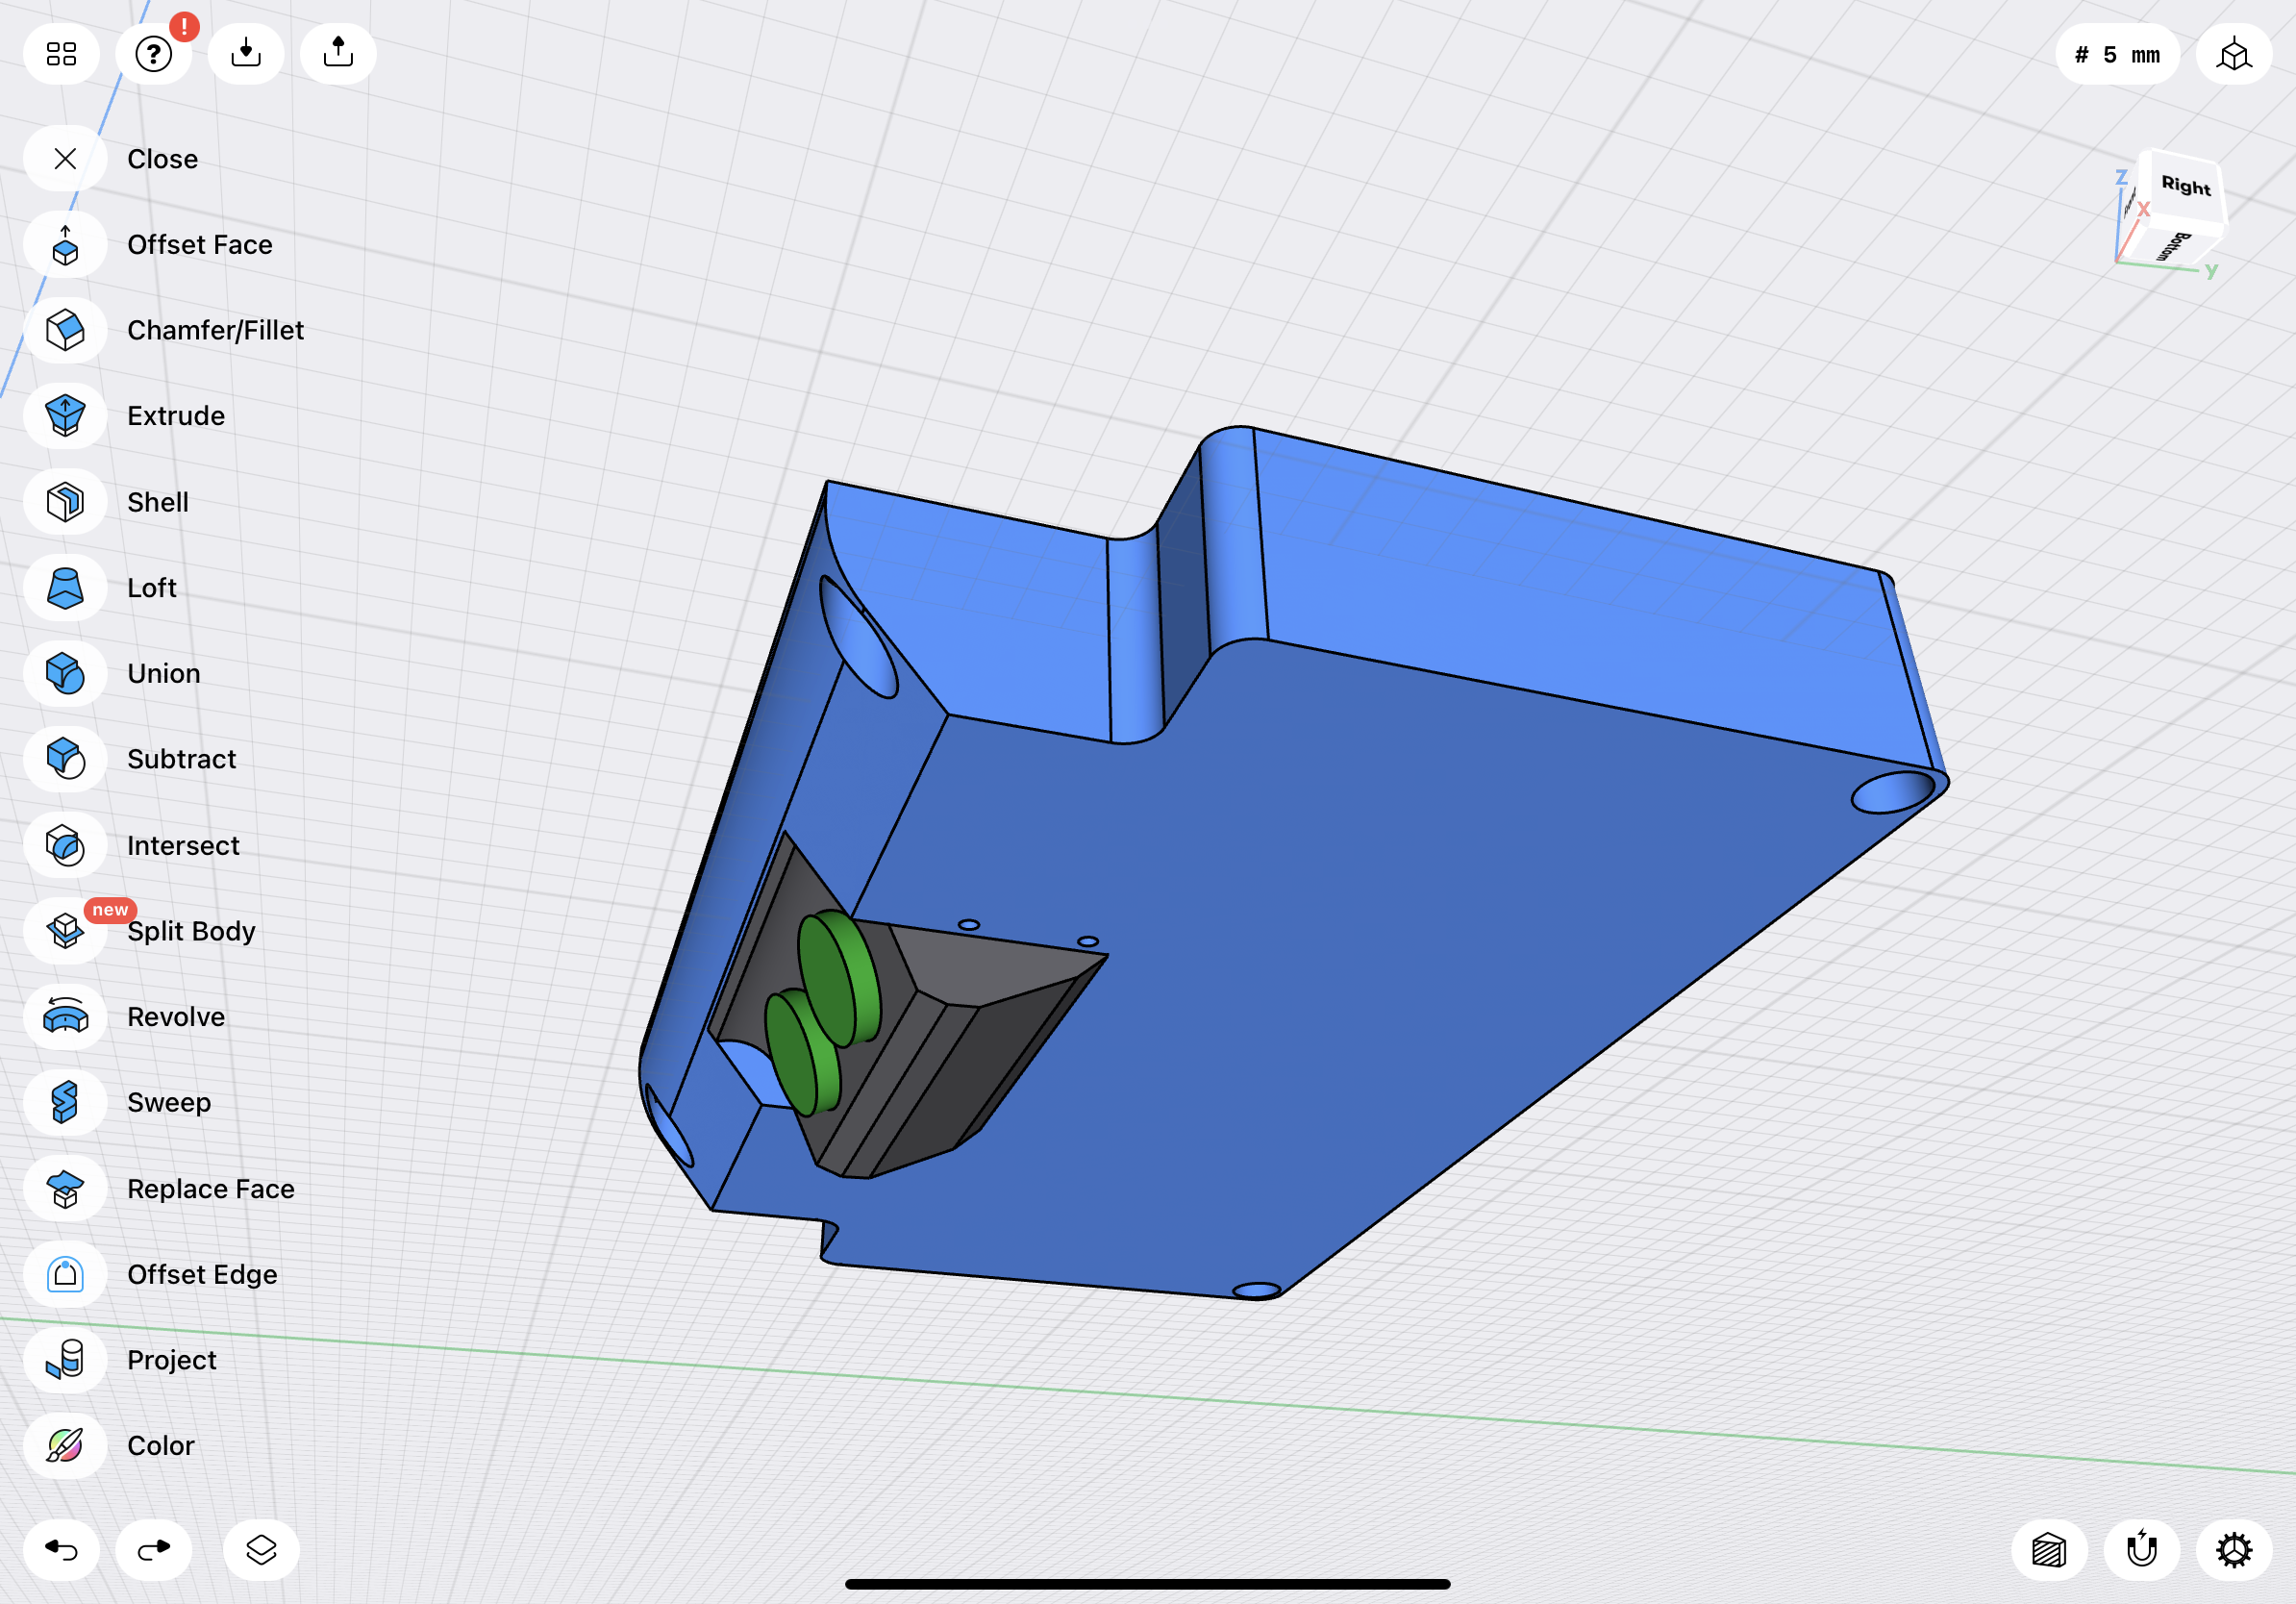 !
?
# 5 mm
Close
Z
Right
X
Bottom
y
Offset Face
Chamfer/Fillet
Extrude
Shell
Loft
Union
Subtract
Intersect
new
Split Body
Revolve
Sweep
Replace Face
Offset Edge
Project
Color